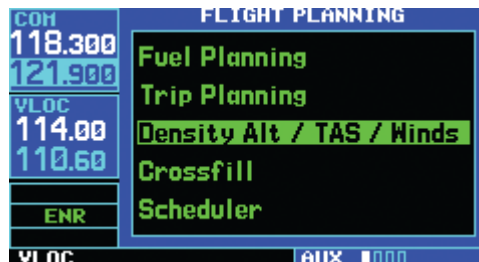 COM
118.300
121.900
VLOC
114.00
110.60
ENR
VLOC
FLIGHT PLANNING
Fuel Planning
Trip Planning
Density Alt / TAS / Winds
Crossfill
Scheduler
AUX